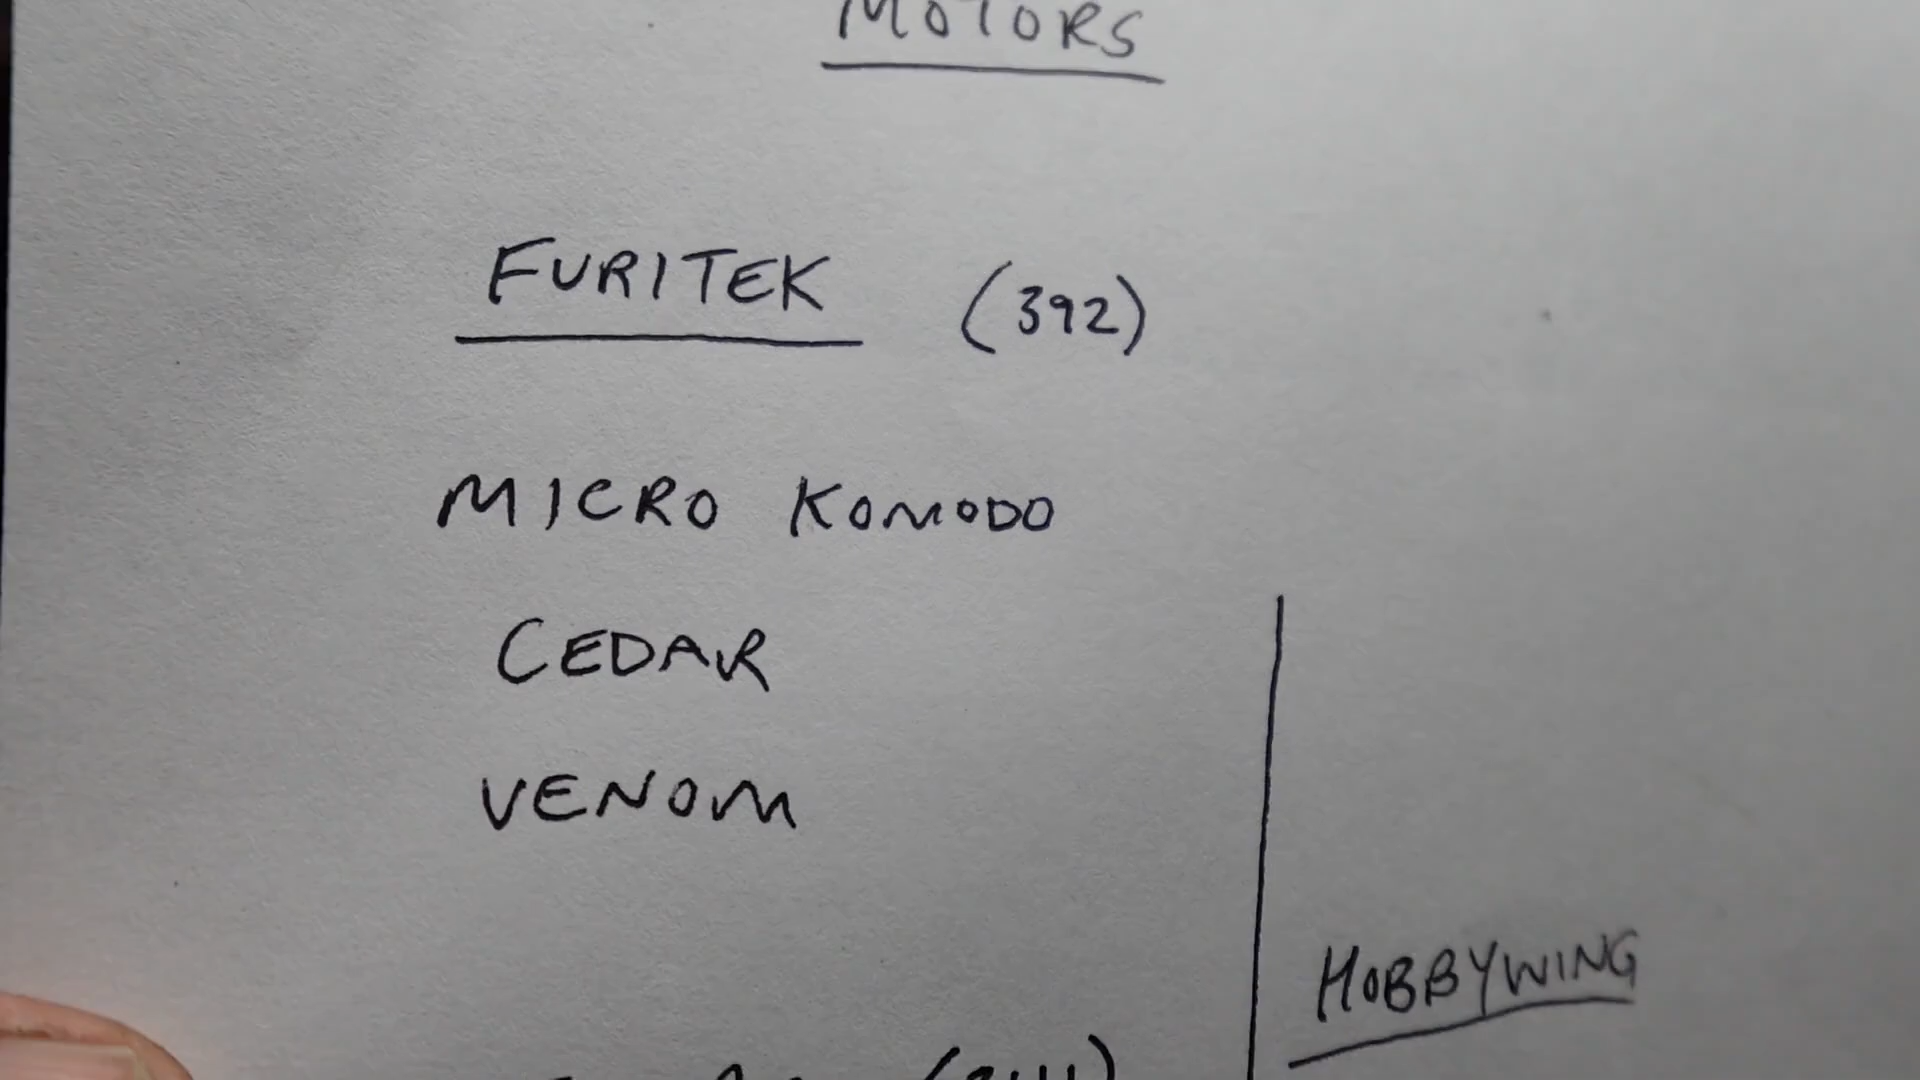 MOTORS
FURITEK (392)
MICRO KOMODO
CEDAR
VENOM
HOBBYWING